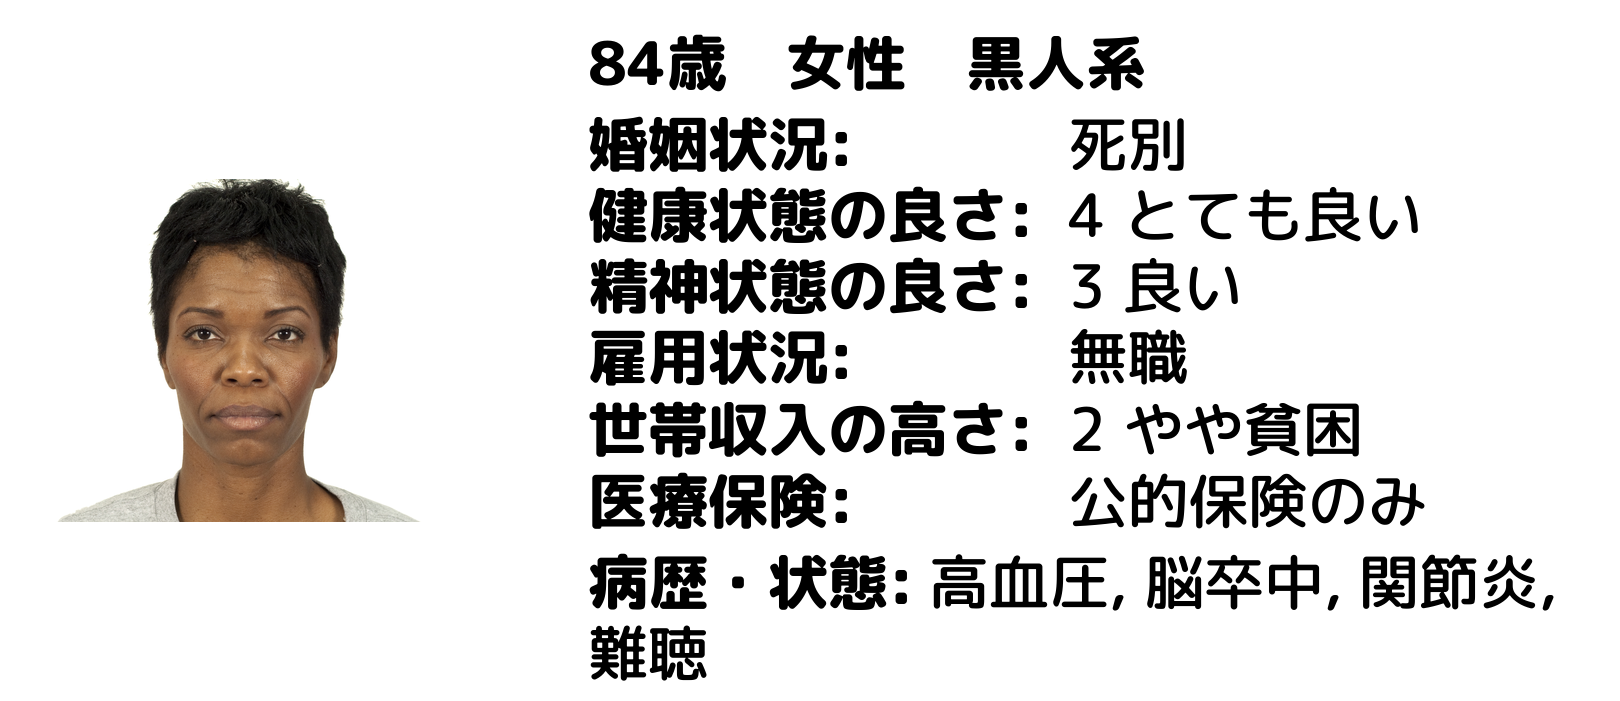 84歳　女性　黒人系
婚姻状況: 死別
健康状態の良さ: 4 とても良い
精神状態の良さ: 3 良い
雇用状況: 無職
世帯収入の高さ: 2 やや貧困
医療保険: 公的保険のみ
病歴・状態: 高血圧, 脳卒中, 関節炎,
難聴